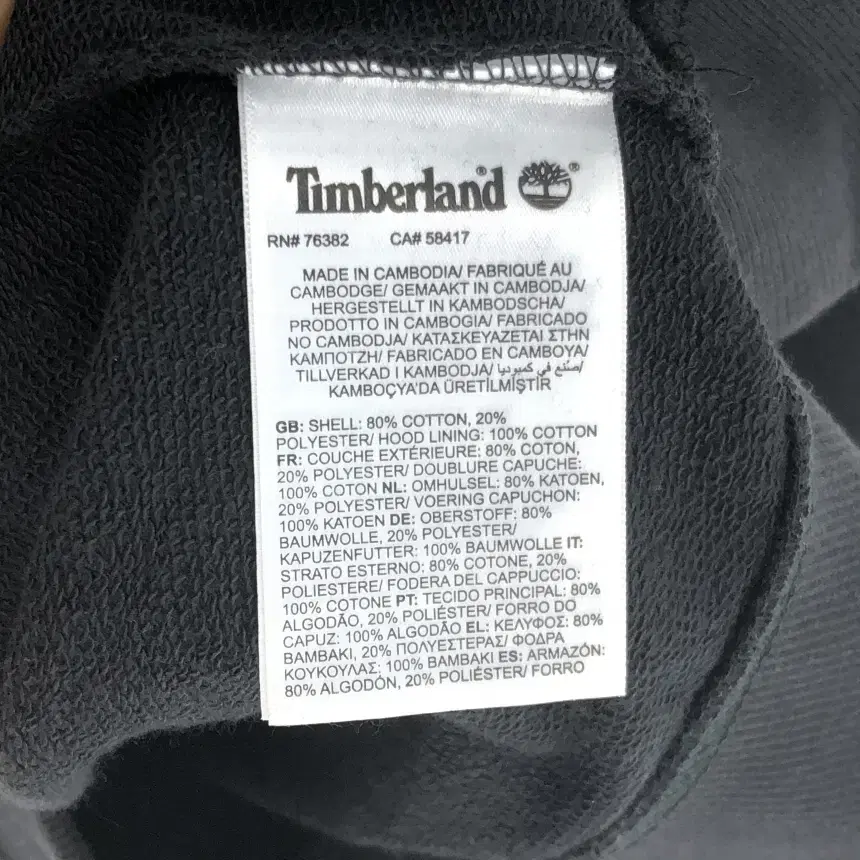 Timberland® ®
RN# 76382 CA# 58417
MADE IN CAMBODIA/ FABRIQUÉ AU
CAMBODGE/ GEMAAKT IN CAMBODJA/
HERGESTELLT IN KAMBODSCHA/
PRODOTTO IN CAMBOGIA/ FABRICADO
NO CAMBODJA/ ΚΑΤΑΣΚΕΥΑΖΕΤΑΙ ΣΤΗΝ
ΚΑΜΠΟΤΖΗ/ FABRICADO EN CAMBOYA/
TILLVERKAD I KAMBODJA/ صنع في كمبوديا/
KAMBOÇYA'DA ÜRETİLMİŞTİR
GB: SHELL: 80% COTTON, 20%
POLYESTER/ HOOD LINING: 100% COTTON
FR: COUCHE EXTÉRIEURE: 80% COTON,
20% POLYESTER/ DOUBLURE CAPUCHE:
100% COTON NL: OMHULSEL: 80% KATOEN,
20% POLYESTER/ VOERING CAPUCHON:
100% KATOEN DE: OBERSTOFF: 80%
BAUMWOLLE, 20% POLYESTER/
KAPUZENFUTTER: 100% BAUMWOLLE IT:
STRATO ESTERNO: 80% COTONE, 20%
POLIESTERE/ FODERA DEL CAPPUCCIO:
100% COTONE PT: TECIDO PRINCIPAL: 80%
ALGODÃO, 20% POLIÉSTER/ FORRO DO
CAPUZ: 100% ALGODÃO EL: ΚΕΛΥΦΟΣ: 80%
ΒΑΜΒΑΚΙ, 20% ΠΟΛΥΕΣΤΕΡΑΣ/ ΦΟΔΡΑ
ΚΟΥΚΟΥΛΑΣ: 100% ΒΑΜΒΑΚΙ ES: ARMAZÓN:
80% ALGODÓN, 20% POLIÉSTER/ FORRO